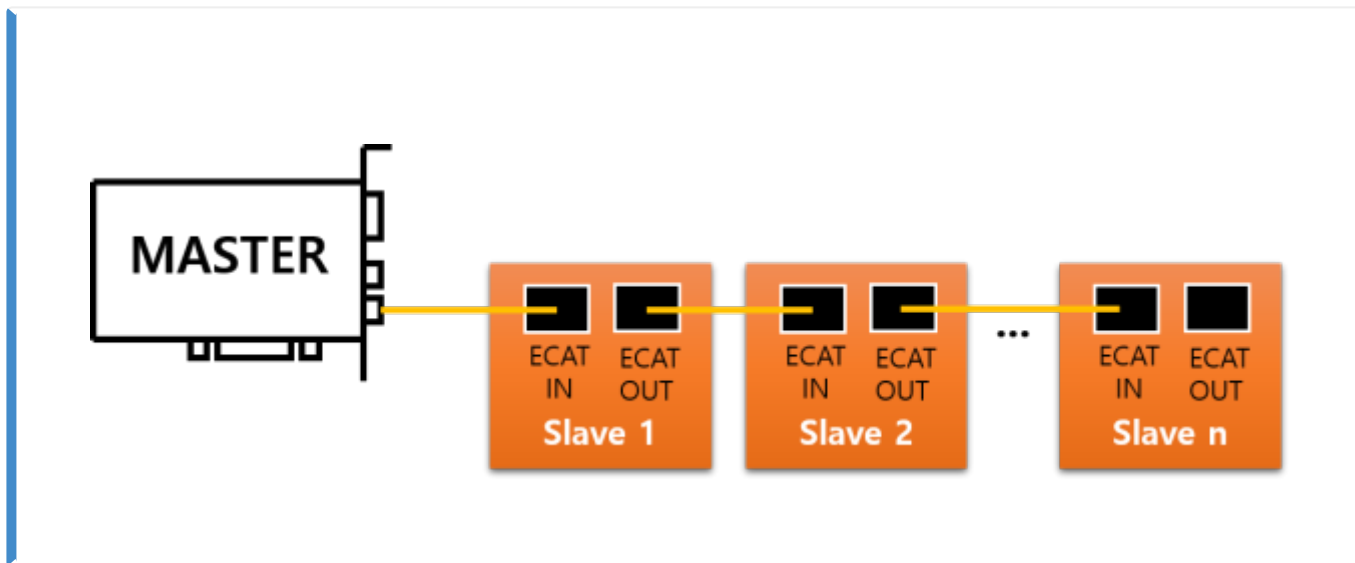 MASTER
ECAT
IN
ECAT
OUT
Slave 1
ECAT
IN
ECAT
OUT
Slave 2
...
ECAT
IN
ECAT
OUT
Slave n